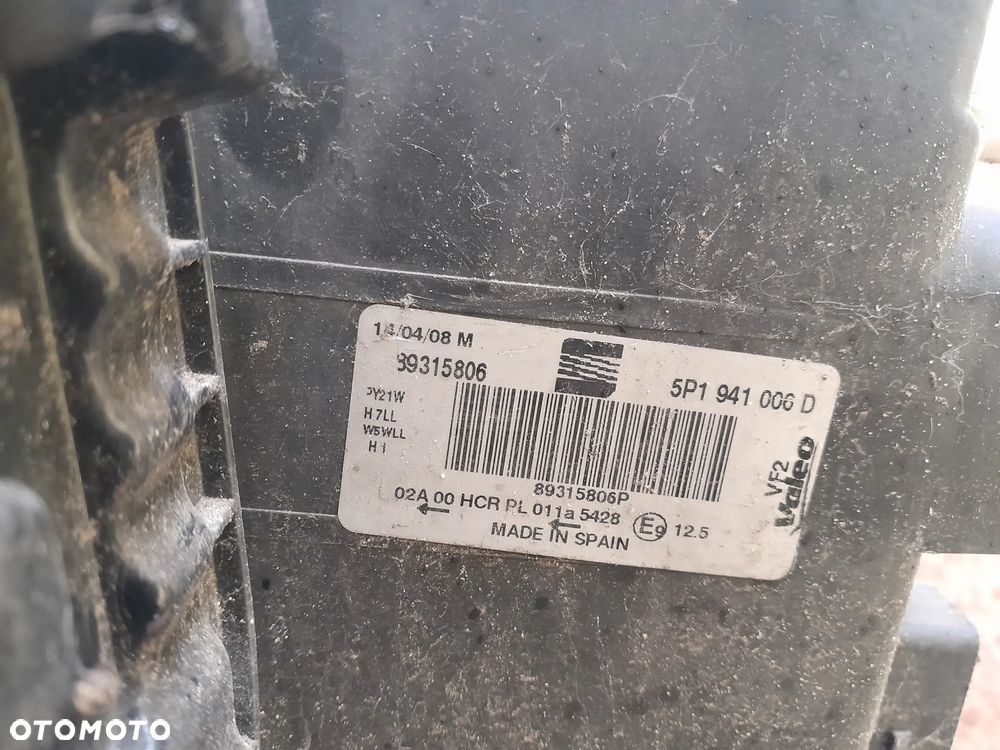 14/04/08 M
89315806
5P1 941 006 D
PY21W
H7LL
W5WLL
H1
VF2
Valeo
89315806P
02A 00 HCR PL 011a 5428
E9 12.5
MADE IN SPAIN
OTOMOTO